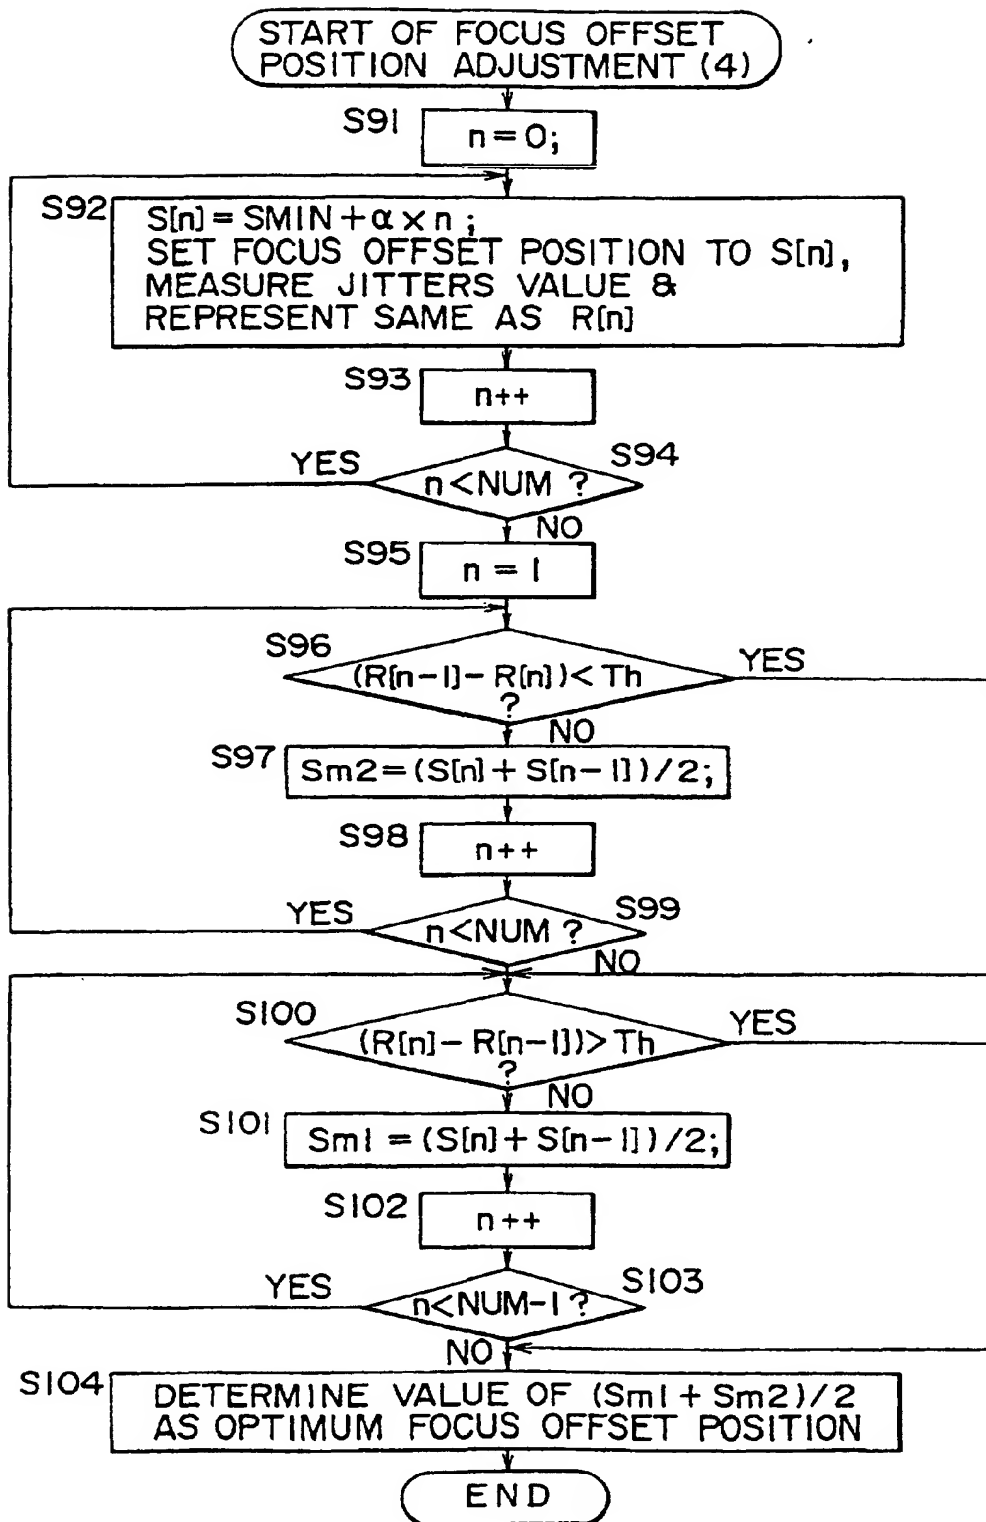 START OF FOCUS OFFSET
POSITION ADJUSTMENT (4)
S91
n=0;
S92
S[n]=SMIN+α×n;
SET FOCUS OFFSET POSITION TO S[n],
MEASURE JITTERS VALUE &
REPRESENT SAME AS R[n]
S93
n++
S94
YES
n<NUM ?
NO
S95
n=1
S96
(R[n-1]-R[n])<Th
?
YES
NO
S97
Sm2=(S[n]+S[n-1])/2;
S98
n++
S99
YES
n<NUM ?
NO
S100
(R[n]-R[n-1])>Th
?
YES
NO
S101
Sm1=(S[n]+S[n-1])/2;
S102
n++
S103
YES
n<NUM-1?
NO
S104
DETERMINE VALUE OF (Sm1+Sm2)/2
AS OPTIMUM FOCUS OFFSET POSITION
END